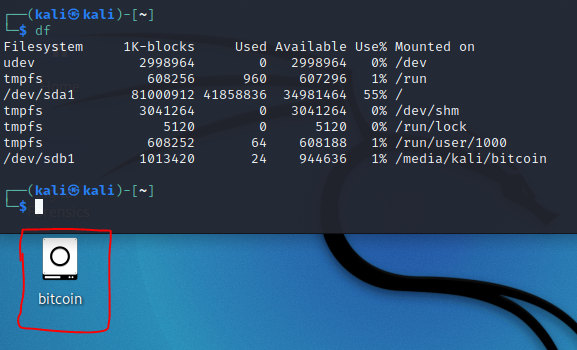 ┌──(kali㉿kali)-[~]
└─$ df
Filesystem     1K-blocks     Used Available Use% Mounted on
udev             2998964        0   2998964   0% /dev
tmpfs             608256      960    607296   1% /run
/dev/sda1       81000912 41858836  34981464  55% /
tmpfs            3041264        0   3041264   0% /dev/shm
tmpfs               5120        0      5120   0% /run/lock
tmpfs             608252       64    608188   1% /run/user/1000
/dev/sdb1        1013420       24    944636   1% /media/kali/bitcoin
┌──(kali㉿kali)-[~]
└─$
bitcoin